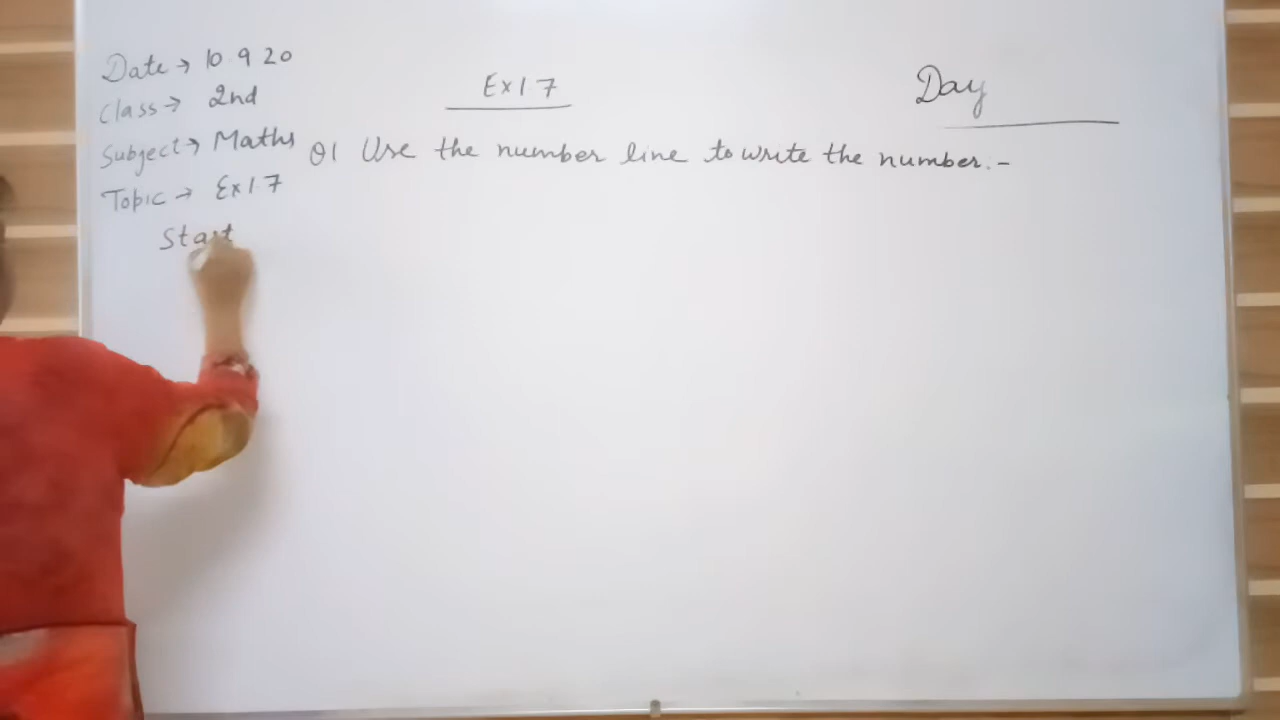 Date → 10.9 20
Class → 2nd
Subject → Maths
Topic → Ex 1.7
Start
Ex 1.7
Day
Q1 Use the number line to write the number:-